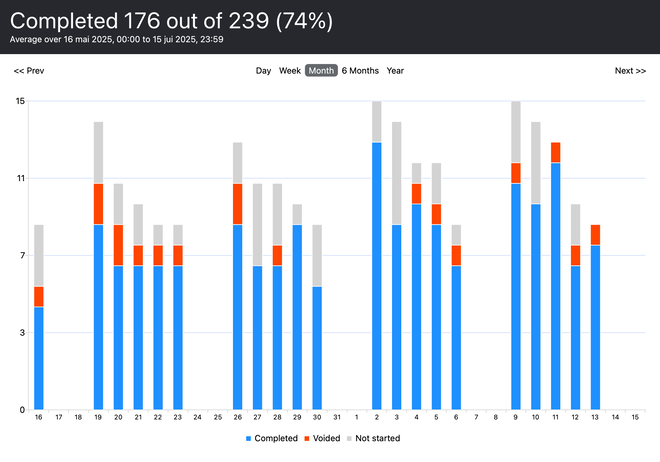 Completed 176 out of 239 (74%)
Average over 16 mai 2025, 00:00 to 15 jui 2025, 23:59
<< Prev Day Week Month 6 Months Year Next >>
15
11
7
3
0
16 17 18 19 20 21 22 23 24 25 26 27 28 29 30 31 1 2 3 4 5 6 7 8 9 10 11 12 13 14 15
Completed Voided Not started